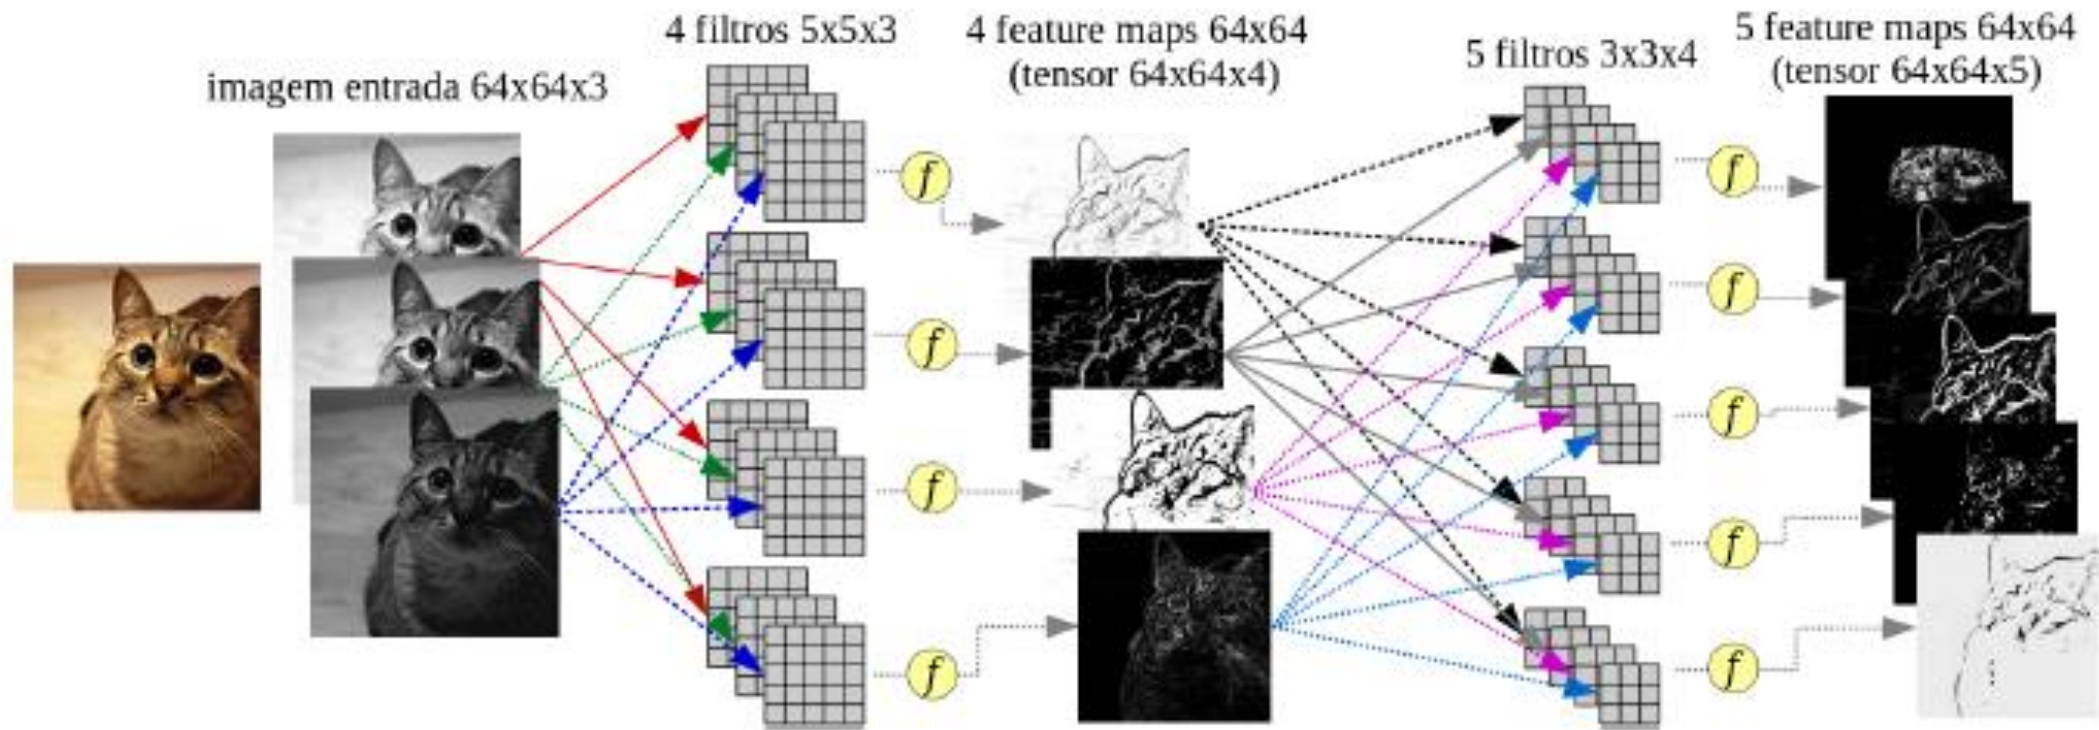 imagem entrada 64x64x3
4 filtros 5x5x3
4 feature maps 64x64
(tensor 64x64x4)
5 filtros 3x3x4
5 feature maps 64x64
(tensor 64x64x5)
f
f
f
f
f
f
f
f
f